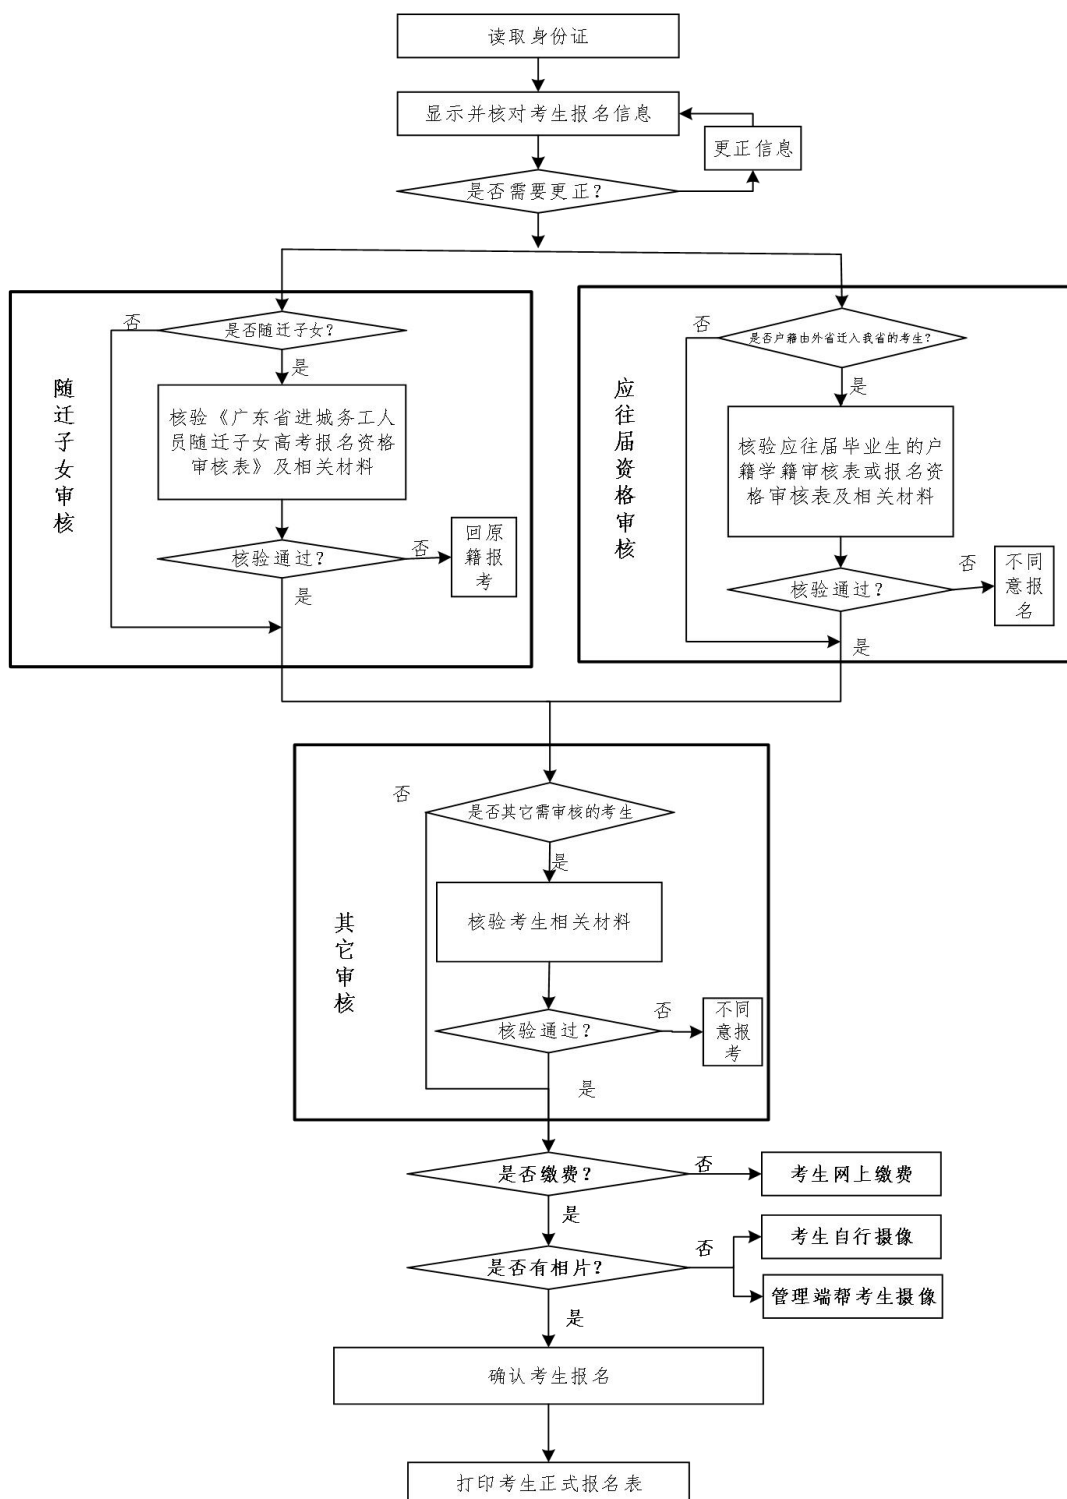 读取身份证
显示并核对考生报名信息
更正信息
是否需要更正？
随迁子女审核
否
是否随迁子女？
是
核验《广东省进城务工人
员随迁子女高考报名资格
审核表》及相关材料
核验通过？
否
回原
籍报
考
是
应往届资格审核
否
是否户籍由外省迁入我省的考生？
是
核验应往届毕业生的户
籍学籍审核表或报名资
格审核表及相关材料
核验通过？
否
不同
意报
名
是
其它审核
否
是否其它需审核的考生
是
核验考生相关材料
核验通过？
否
不同
意报
考
是
是否缴费？
否
考生网上缴费
是
是否有相片？
否
考生自行摄像
管理端帮考生摄像
是
确认考生报名
打印考生正式报名表